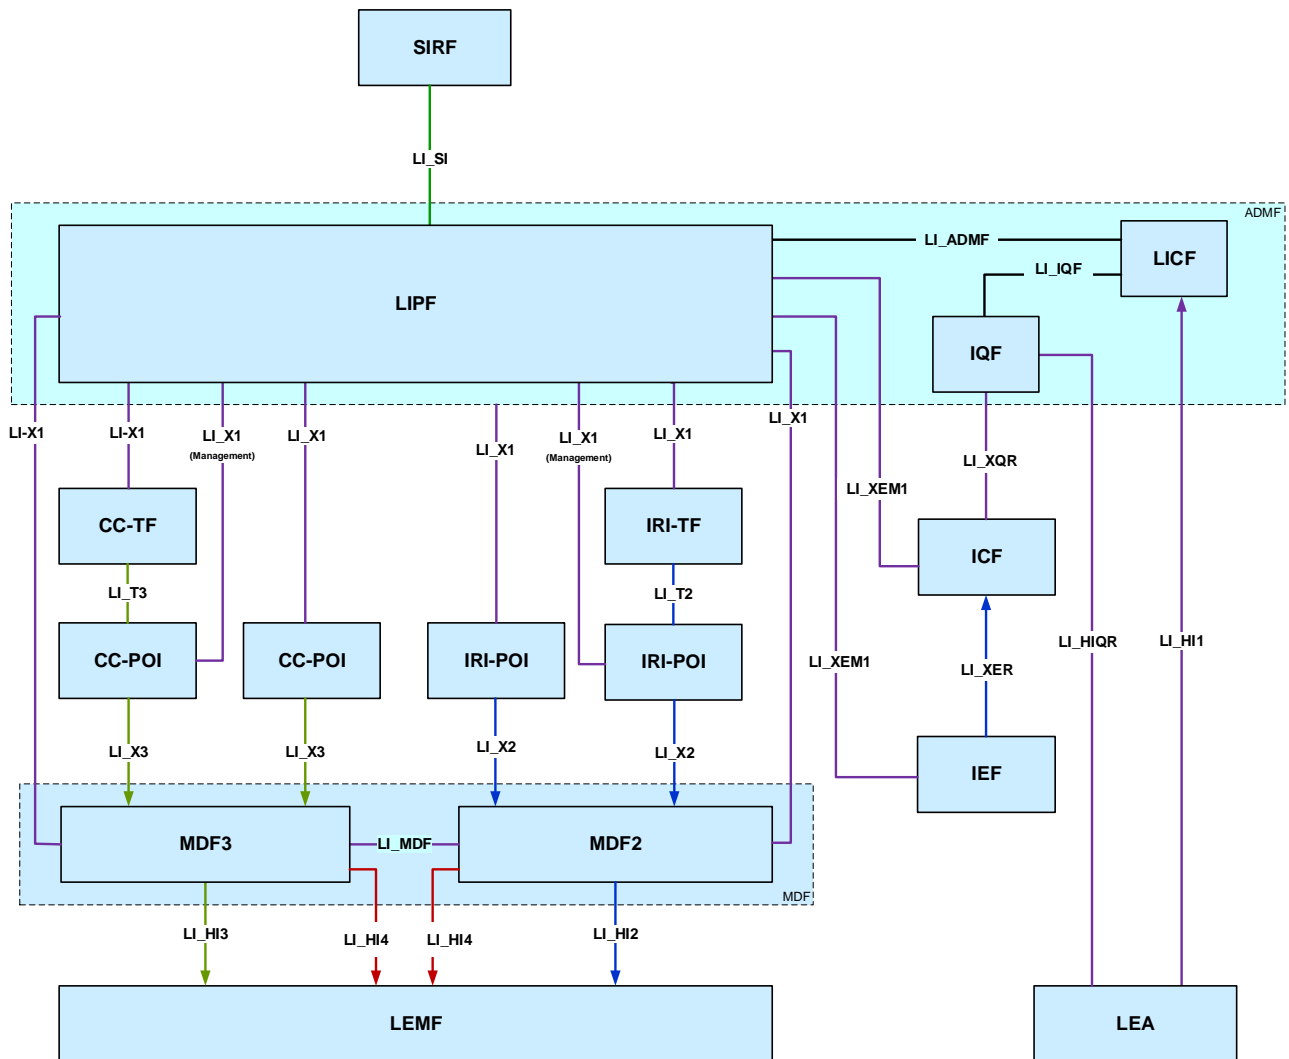 SIRF
LI_SI
ADMF
LI_ADMF
LICF
LI_IQF
LIPF
IQF
LI-X1
LI-X1
LI_X1
(Management)
LI_X1
LI_X1
LI_X1
(Management)
LI_X1
LI_X1
LI_XQR
LI_XEM1
CC-TF
IRI-TF
ICF
LI_T3
LI_T2
LI_HIQR
LI_HI1
CC-POI
CC-POI
IRI-POI
IRI-POI
LI_XEM1
LI_XER
LI_X3
LI_X3
LI_X2
LI_X2
IEF
MDF3
LI_MDF
MDF2
MDF
LI_HI3
LI_HI4
LI_HI4
LI_HI2
LEMF
LEA